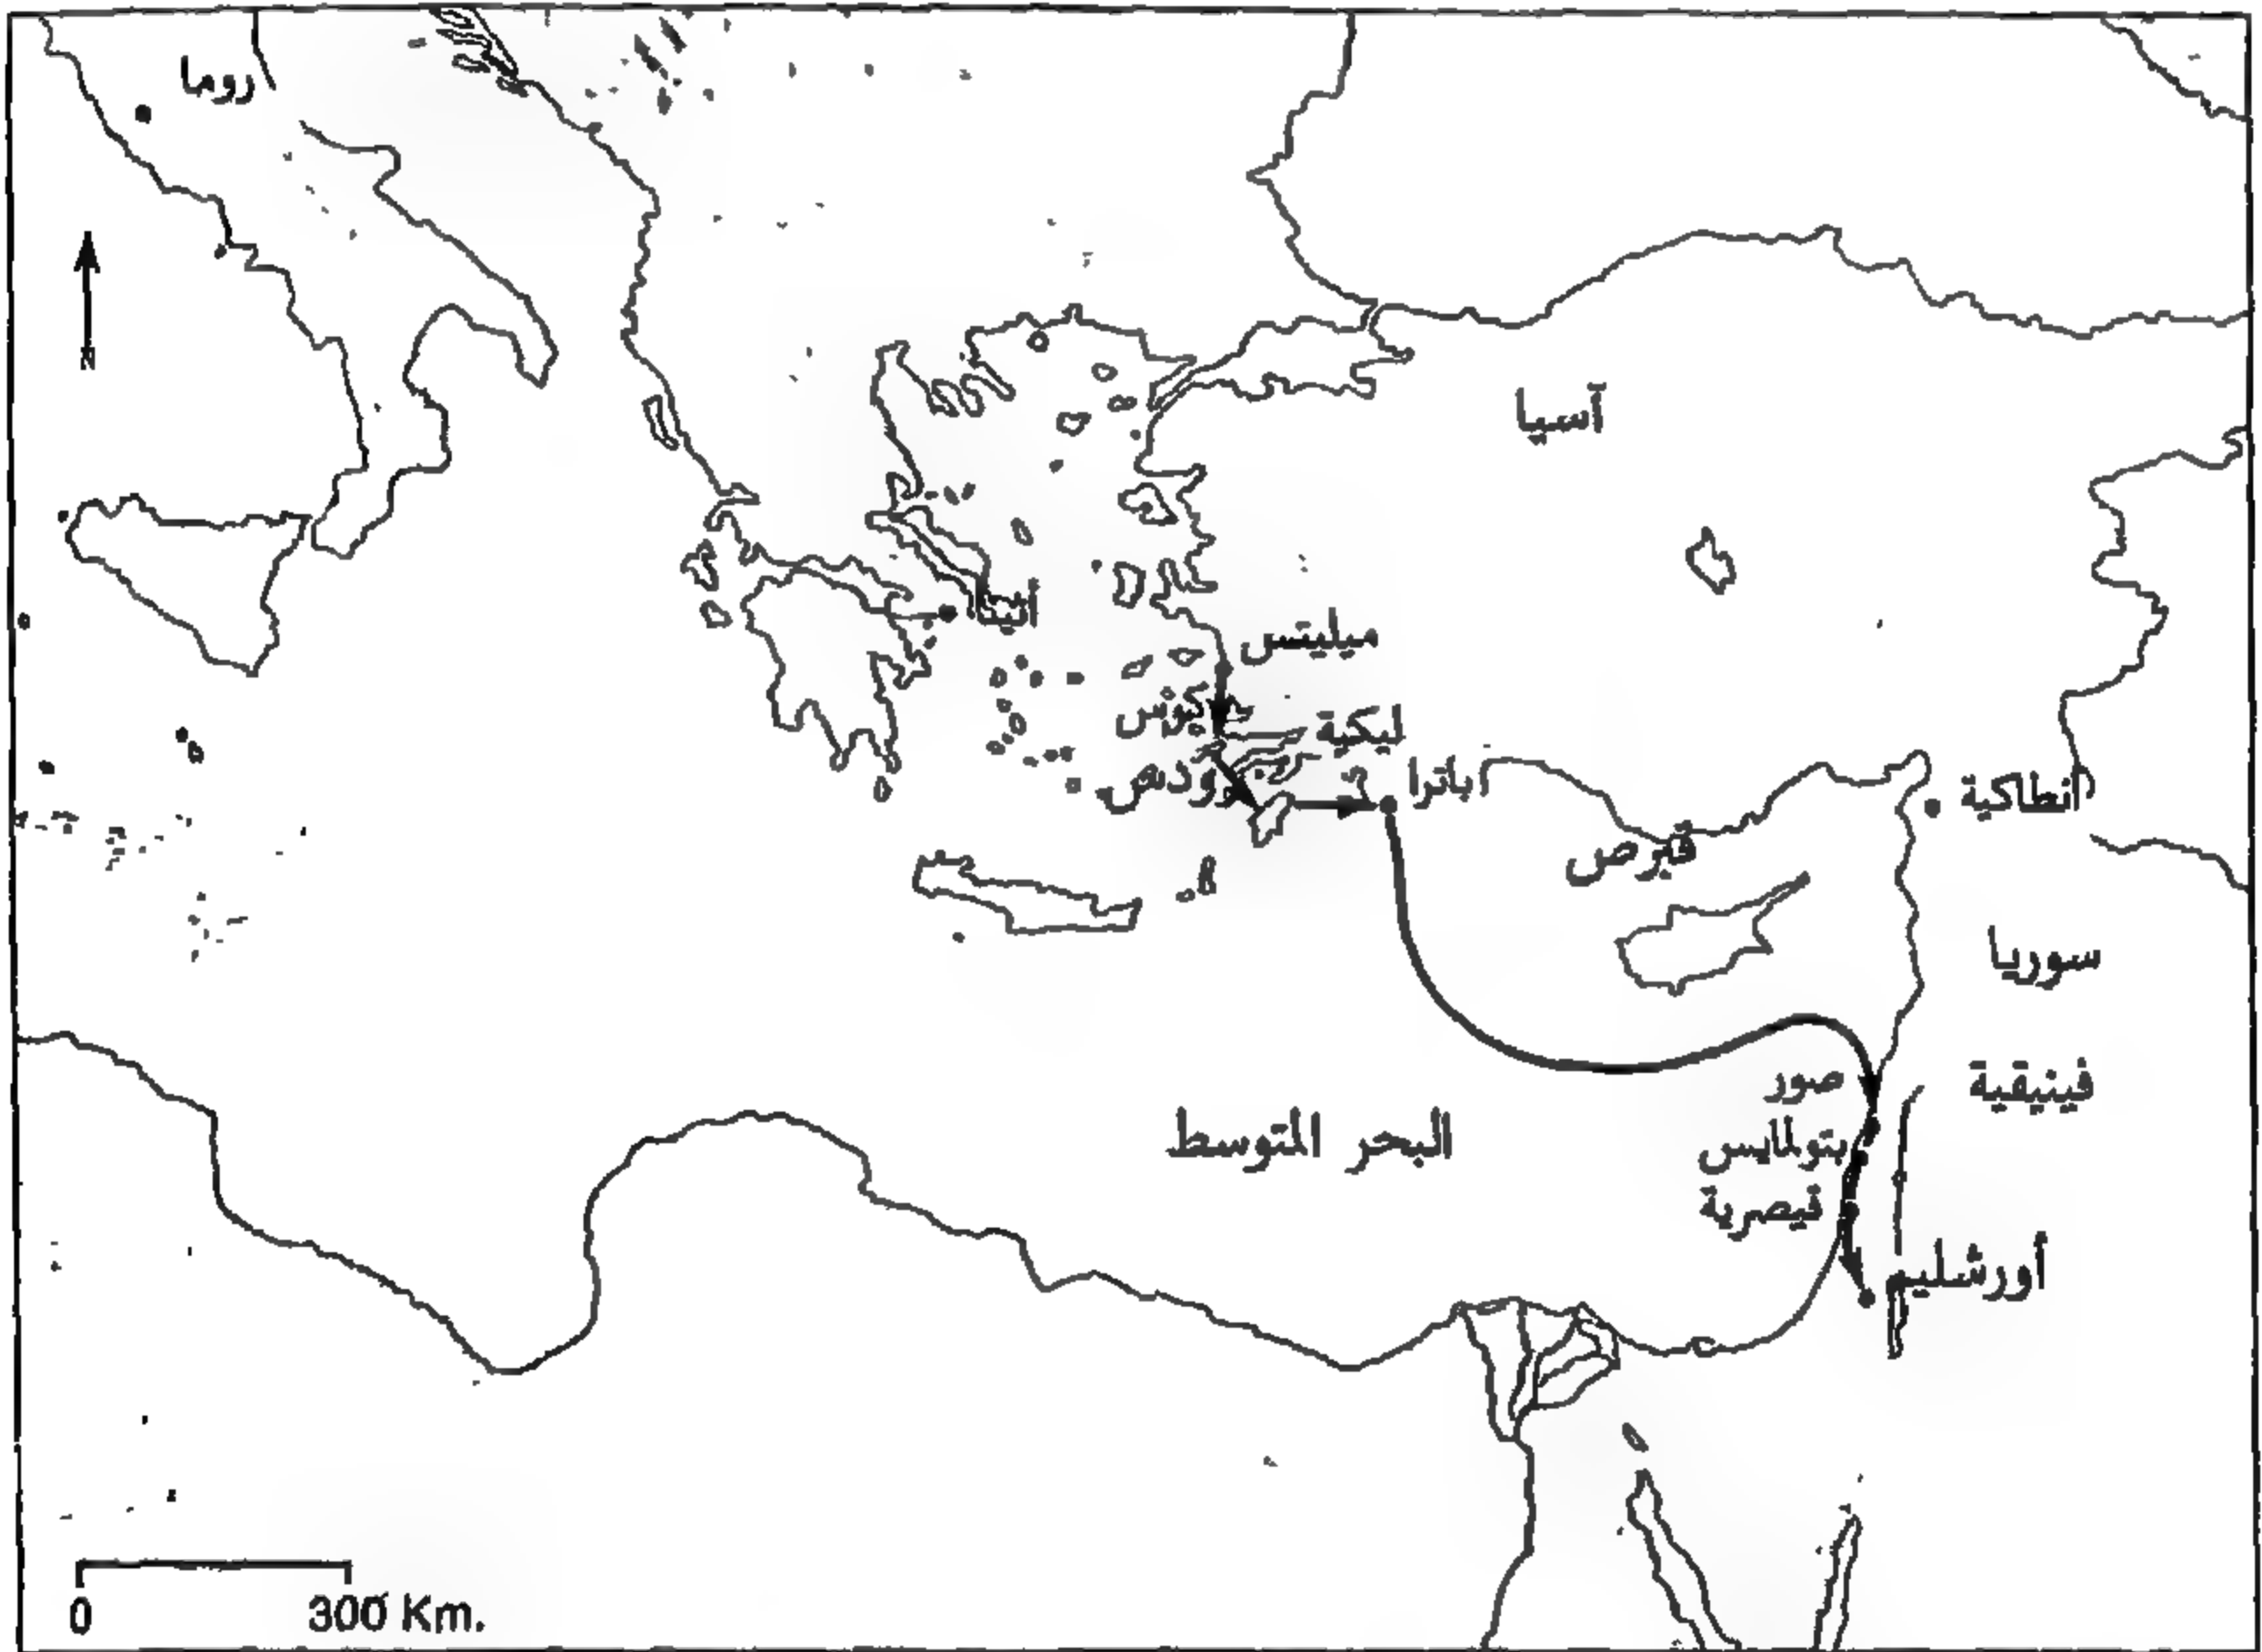 روما
N
آسيا
أثينا
ميليتس
كوس
ليكية
رودس
باترا
أنطاكية
قبرص
سوريا
فينيقية
صور
البحر المتوسط
بتولمايس
قيصرية
أورشليم
0
300 Km.